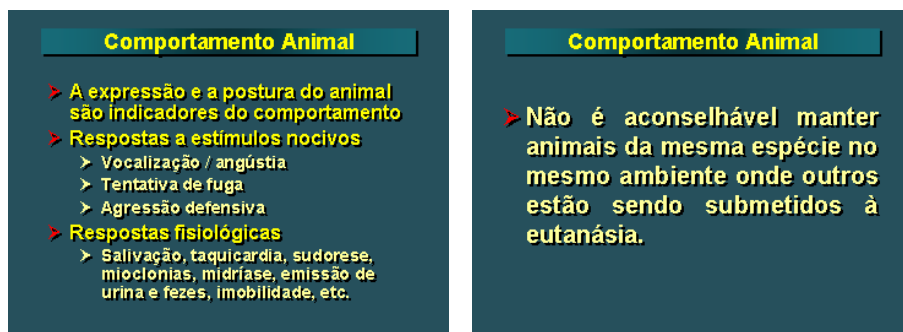 Comportamento Animal
A expressão e a postura do animal
são indicadores do comportamento
Respostas a estímulos nocivos
Vocalização / angústia
Tentativa de fuga
Agressão defensiva
Respostas fisiológicas
Salivação, taquicardia, sudorese,
mioclonias, midríase, emissão de
urina e fezes, imobilidade, etc.
Comportamento Animal
Não é aconselhável manter
animais da mesma espécie no
mesmo ambiente onde outros
estão sendo submetidos à
eutanásia.